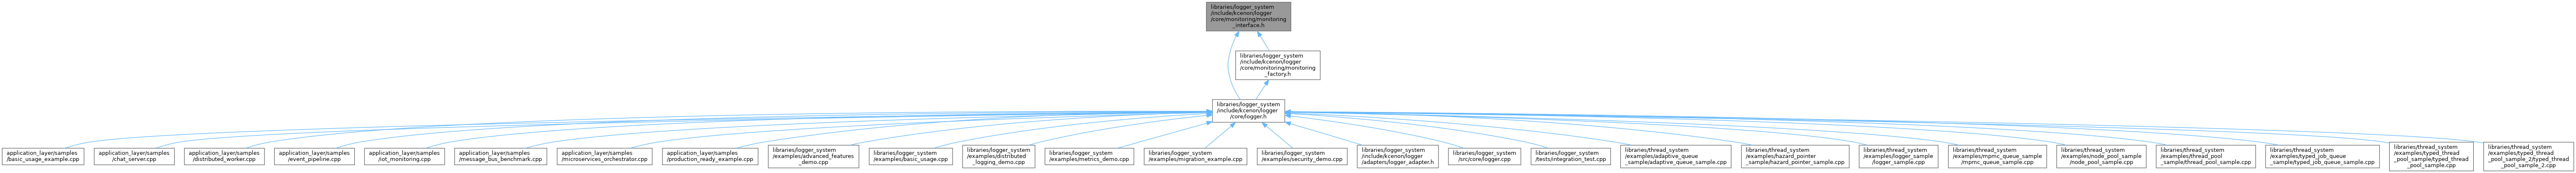 libraries/logger_system
/include/kcenon/logger
/core/monitoring/monitoring
_interface.h
libraries/logger_system
/include/kcenon/logger
/core/monitoring/monitoring
_factory.h
libraries/logger_system
/include/kcenon/logger
/core/logger.h
application_layer/samples
/basic_usage_example.cpp
application_layer/samples
/chat_server.cpp
application_layer/samples
/distributed_worker.cpp
application_layer/samples
/event_pipeline.cpp
application_layer/samples
/iot_monitoring.cpp
application_layer/samples
/message_bus_benchmark.cpp
application_layer/samples
/microservices_orchestrator.cpp
application_layer/samples
/production_ready_example.cpp
libraries/logger_system
/examples/advanced_features
_demo.cpp
libraries/logger_system
/examples/basic_usage.cpp
libraries/logger_system
/examples/distributed
_logging_demo.cpp
libraries/logger_system
/examples/metrics_demo.cpp
libraries/logger_system
/examples/migration_example.cpp
libraries/logger_system
/examples/security_demo.cpp
libraries/logger_system
/include/kcenon/logger
/adapters/logger_adapter.h
libraries/logger_system
/src/core/logger.cpp
libraries/logger_system
/tests/integration_test.cpp
libraries/thread_system
/examples/adaptive_queue
_sample/adaptive_queue_sample.cpp
libraries/thread_system
/examples/hazard_pointer
_sample/hazard_pointer_sample.cpp
libraries/thread_system
/examples/logger_sample
/logger_sample.cpp
libraries/thread_system
/examples/mpmc_queue_sample
/mpmc_queue_sample.cpp
libraries/thread_system
/examples/node_pool_sample
/node_pool_sample.cpp
libraries/thread_system
/examples/thread_pool
_sample/thread_pool_sample.cpp
libraries/thread_system
/examples/typed_job_queue
_sample/typed_job_queue_sample.cpp
libraries/thread_system
/examples/typed_thread
_pool_sample/typed_thread
_pool_sample.cpp
libraries/thread_system
/examples/typed_thread
_pool_sample_2/typed_thread
_pool_sample_2.cpp